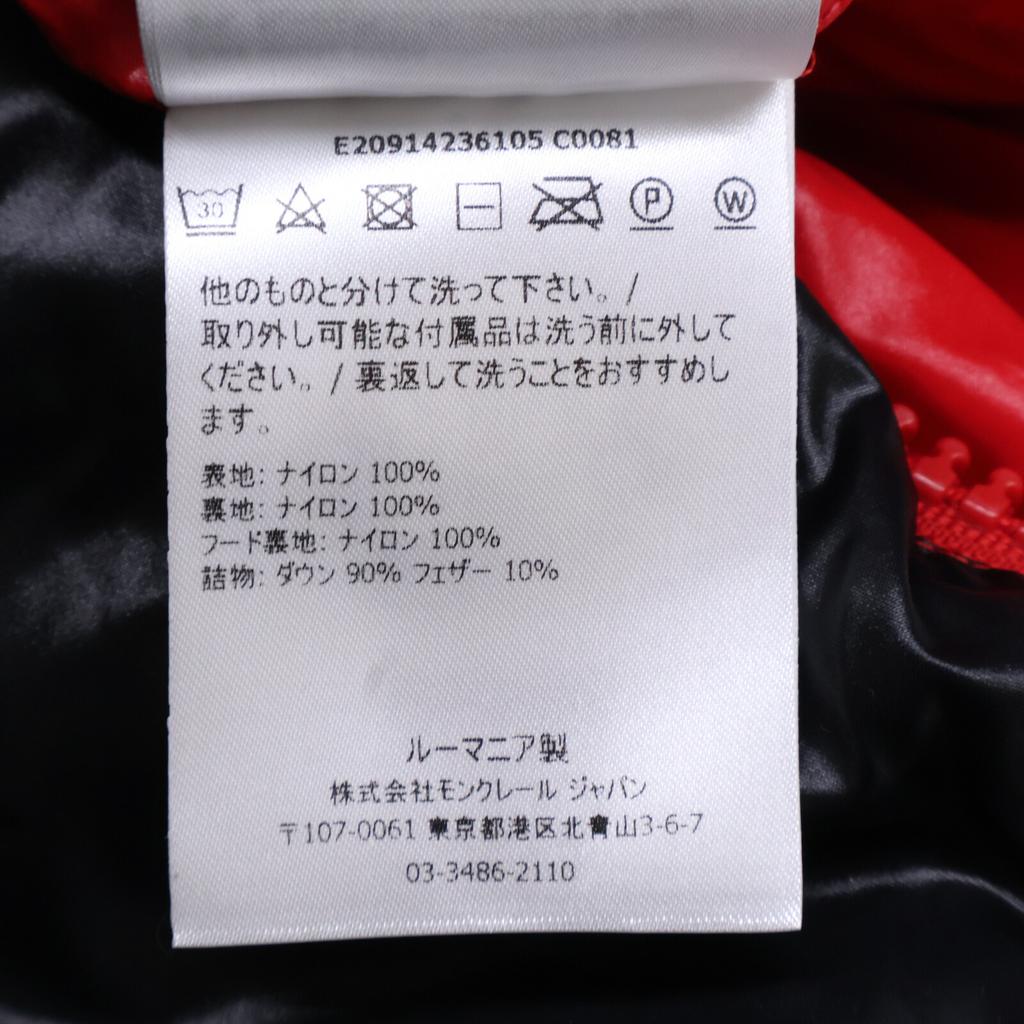 E20914236105 C0081
30 P W
他のものと分けて洗って下さい。/
取り外し可能な付属品は洗う前に外して
ください。/ 裏返して洗うことをおすすめし
ます。
表地: ナイロン 100%
裏地: ナイロン 100%
フード裏地: ナイロン 100%
詰物: ダウン 90% フェザー 10%
ルーマニア製
株式会社モンクレール ジャパン
〒107-0061 東京都港区北青山3-6-7
03-3486-2110